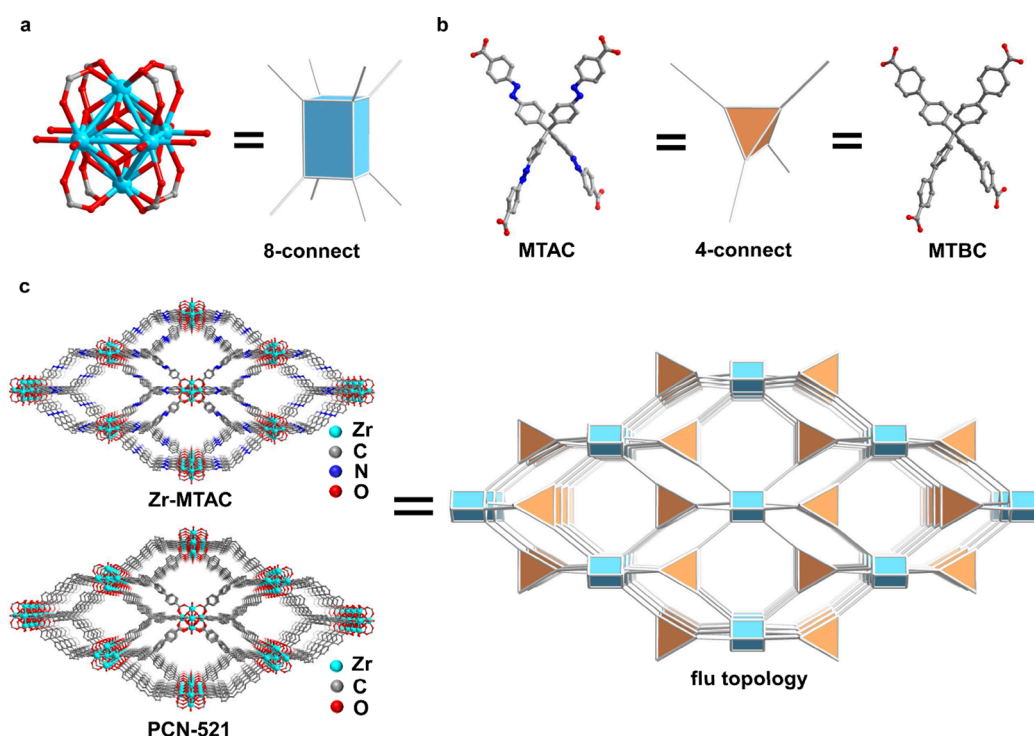 a
b
8-connect
MTAC
4-connect
MTBC
c
Zr
C
N
O
Zr-MTAC
Zr
C
O
PCN-521
flu topology